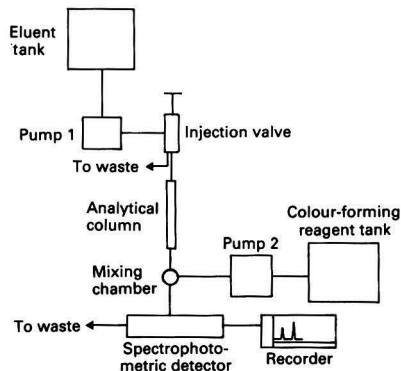 Eluent
tank
Pump 1
Injection valve
To waste
Analytical
column
Colour-forming
reagent tank
Pump 2
Mixing
chamber
To waste
Spectrophoto-
metric detector
Recorder